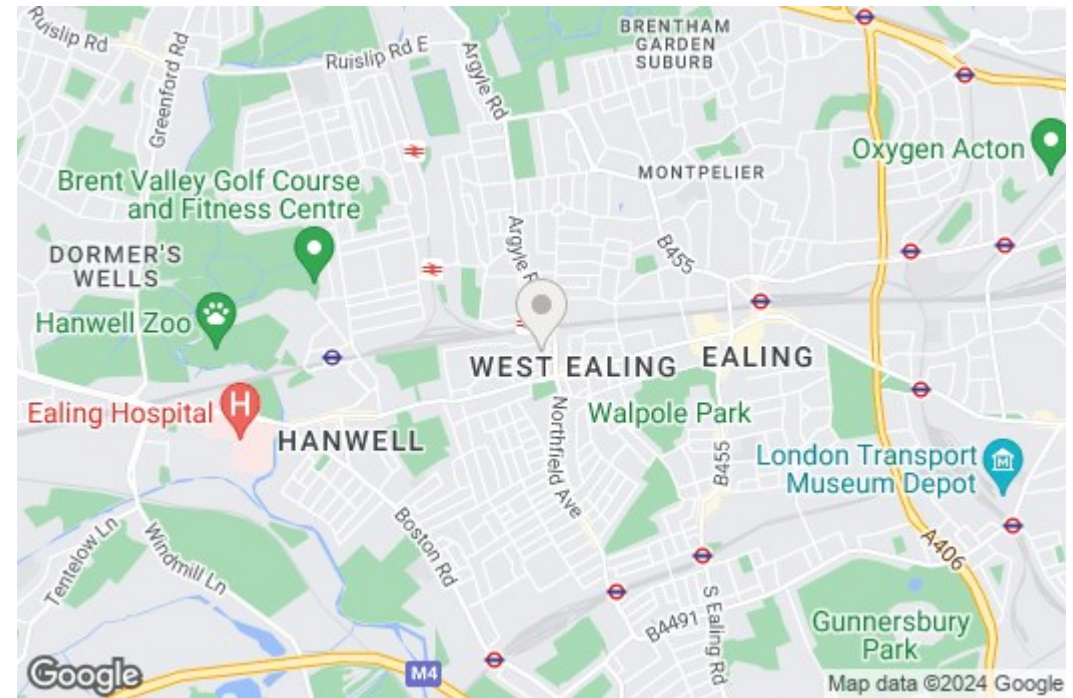 BRENTHAM
GARDEN
SUBURB
Ruislip Rd
Ruislip Rd E
Argyle Rd
Greenford Rd
Oxygen Acton
MONTPELIER
Brent Valley Golf Course
and Fitness Centre
Argyle R
B455
DORMER'S
WELLS
Hanwell Zoo
WEST EALING
EALING
Ealing Hospital
H
HANWELL
Walpole Park
Northfield Ave
B455
London Transport
Museum Depot
Boston Rd
Tentelow Ln
Windmill Ln
A406
S Ealing Rd
B4491
Gunnersbury
Park
M4
Google
Map data ©2024 Google